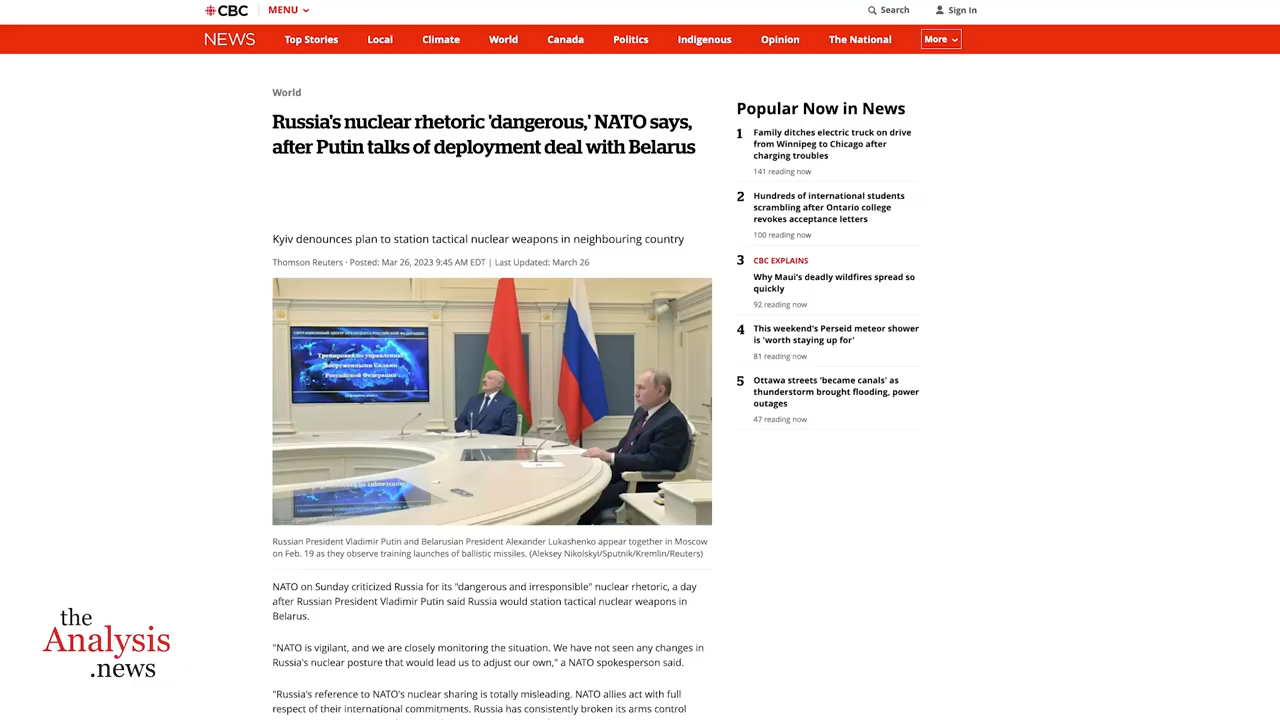 CBC
MENU
Search
Sign In
NEWS
Top Stories
Local
Climate
World
Canada
Politics
Indigenous
Opinion
The National
More
World
Russia's nuclear rhetoric 'dangerous,' NATO says,
after Putin talks of deployment deal with Belarus
Kyiv denounces plan to station tactical nuclear weapons in neighbouring country
Thomson Reuters · Posted: Mar 26, 2023 9:45 AM EDT | Last Updated: March 26
СИТУАЦИОННЫЙ ЦЕНТР ПРЕЗИДЕНТА РОССИЙСКОЙ ФЕДЕРАЦИИ
Тренировка по управлению
Вооруженными Силами
Российской Федерации
Russian President Vladimir Putin and Belarusian President Alexander Lukashenko appear together in Moscow
on Feb. 19 as they observe training launches of ballistic missiles. (Aleksey Nikolskyi/Sputnik/Kremlin/Reuters)
NATO on Sunday criticized Russia for its "dangerous and irresponsible" nuclear rhetoric, a day
after Russian President Vladimir Putin said Russia would station tactical nuclear weapons in
Belarus.
"NATO is vigilant, and we are closely monitoring the situation. We have not seen any changes in
Russia's nuclear posture that would lead us to adjust our own," a NATO spokesperson said.
"Russia's reference to NATO's nuclear sharing is totally misleading. NATO allies act with full
respect of their international commitments. Russia has consistently broken its arms control
Popular Now in News
1
Family ditches electric truck on drive
from Winnipeg to Chicago after
charging troubles
141 reading now
2
Hundreds of international students
scrambling after Ontario college
revokes acceptance letters
100 reading now
3
CBC EXPLAINS
Why Maui's deadly wildfires spread so
quickly
92 reading now
4
This weekend's Perseid meteor shower
is 'worth staying up for'
81 reading now
5
Ottawa streets 'became canals' as
thunderstorm brought flooding, power
outages
47 reading now
the
Analysis
.news